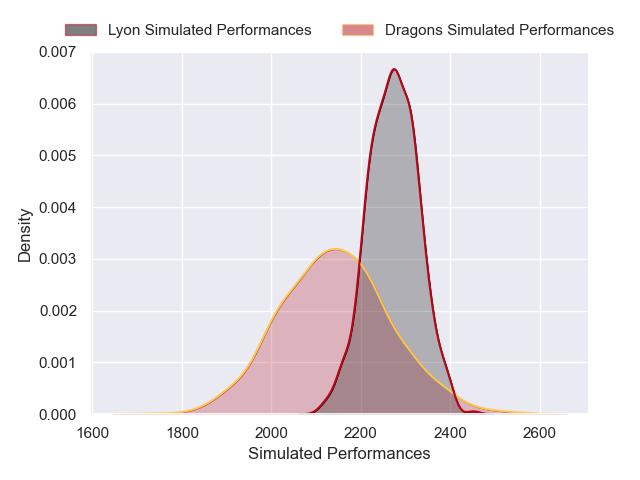 Lyon Simulated Performances Dragons Simulated Performances
0.007
0.006
0.005
0.004
0.003
0.002
0.001
0.000
Density
1600 1800 2000 2200 2400 2600
Simulated Performances